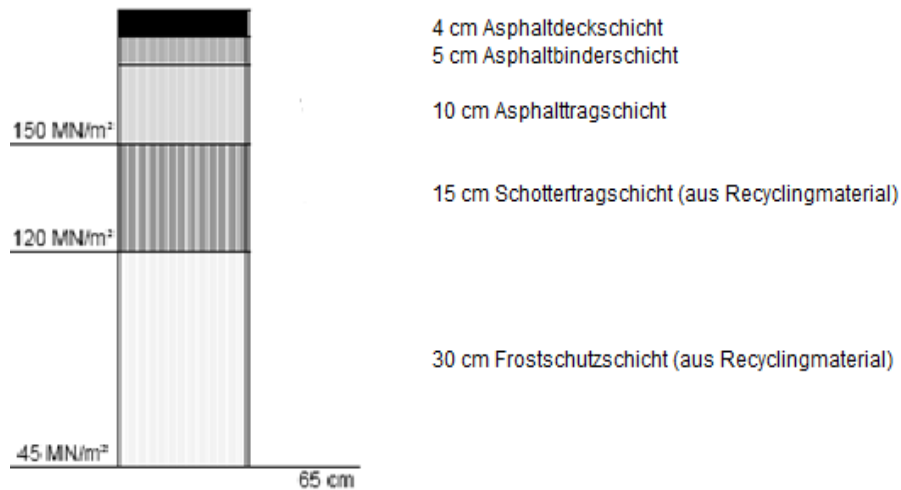 4 cm Asphaltdeckschicht
5 cm Asphaltbinderschicht
10 cm Asphalttragschicht
150 MN/m²
15 cm Schottertragschicht (aus Recyclingmaterial)
120 MN/m²
30 cm Frostschutzschicht (aus Recyclingmaterial)
45 MN/m²
65 cm